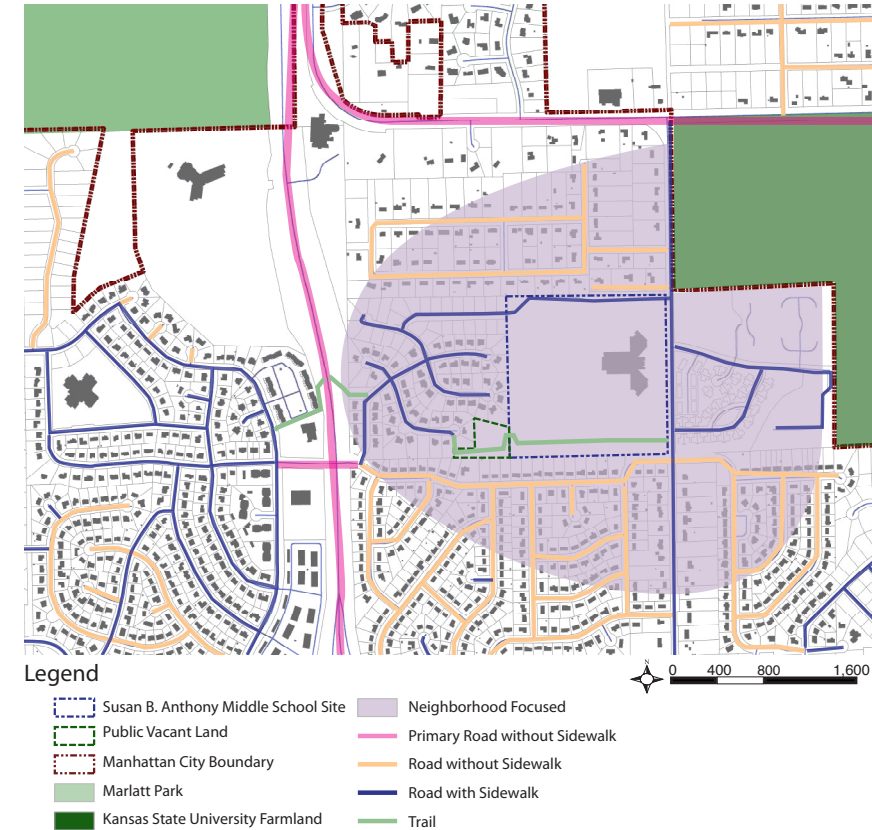 Legend
N
0 400 800 1,600
Susan B. Anthony Middle School Site
Public Vacant Land
Manhattan City Boundary
Marlatt Park
Kansas State University Farmland
Neighborhood Focused
Primary Road without Sidewalk
Road without Sidewalk
Road with Sidewalk
Trail